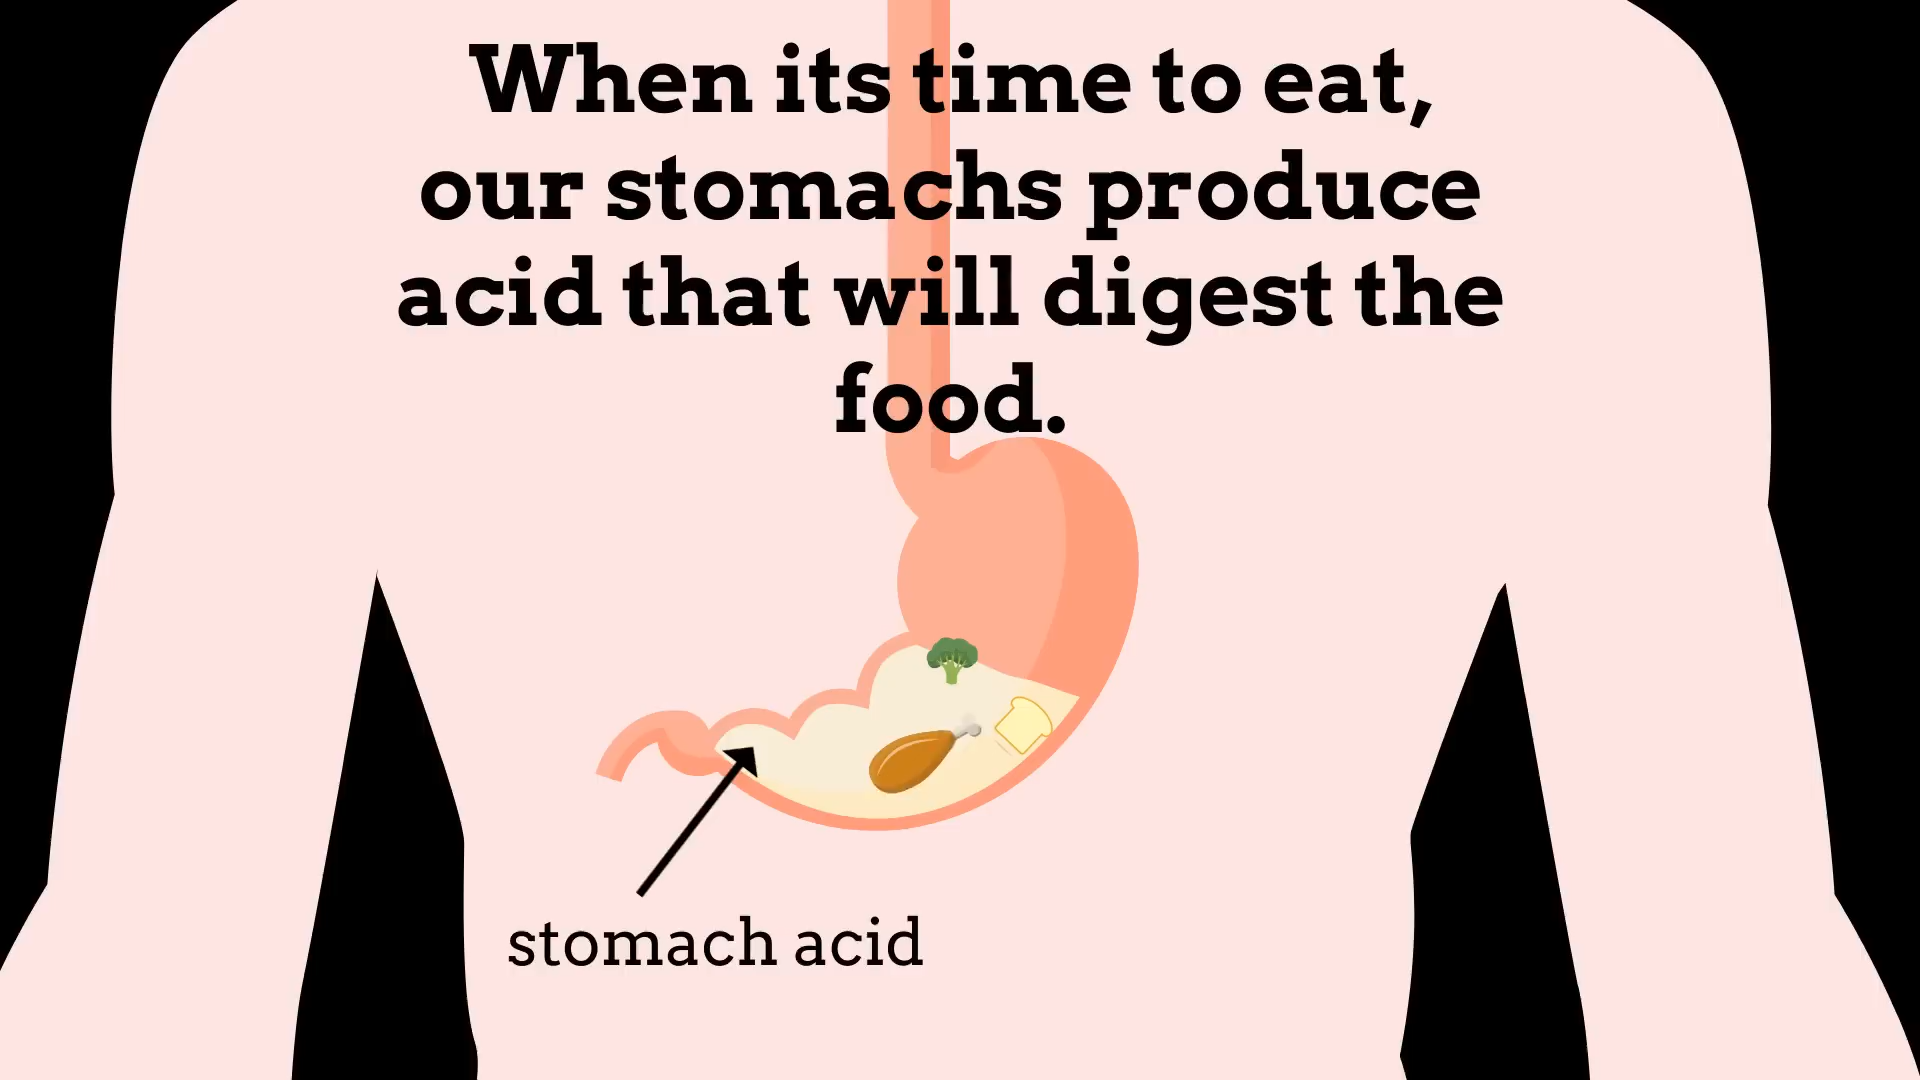 When its time to eat,
our stomachs produce
acid that will digest the
food.
stomach acid